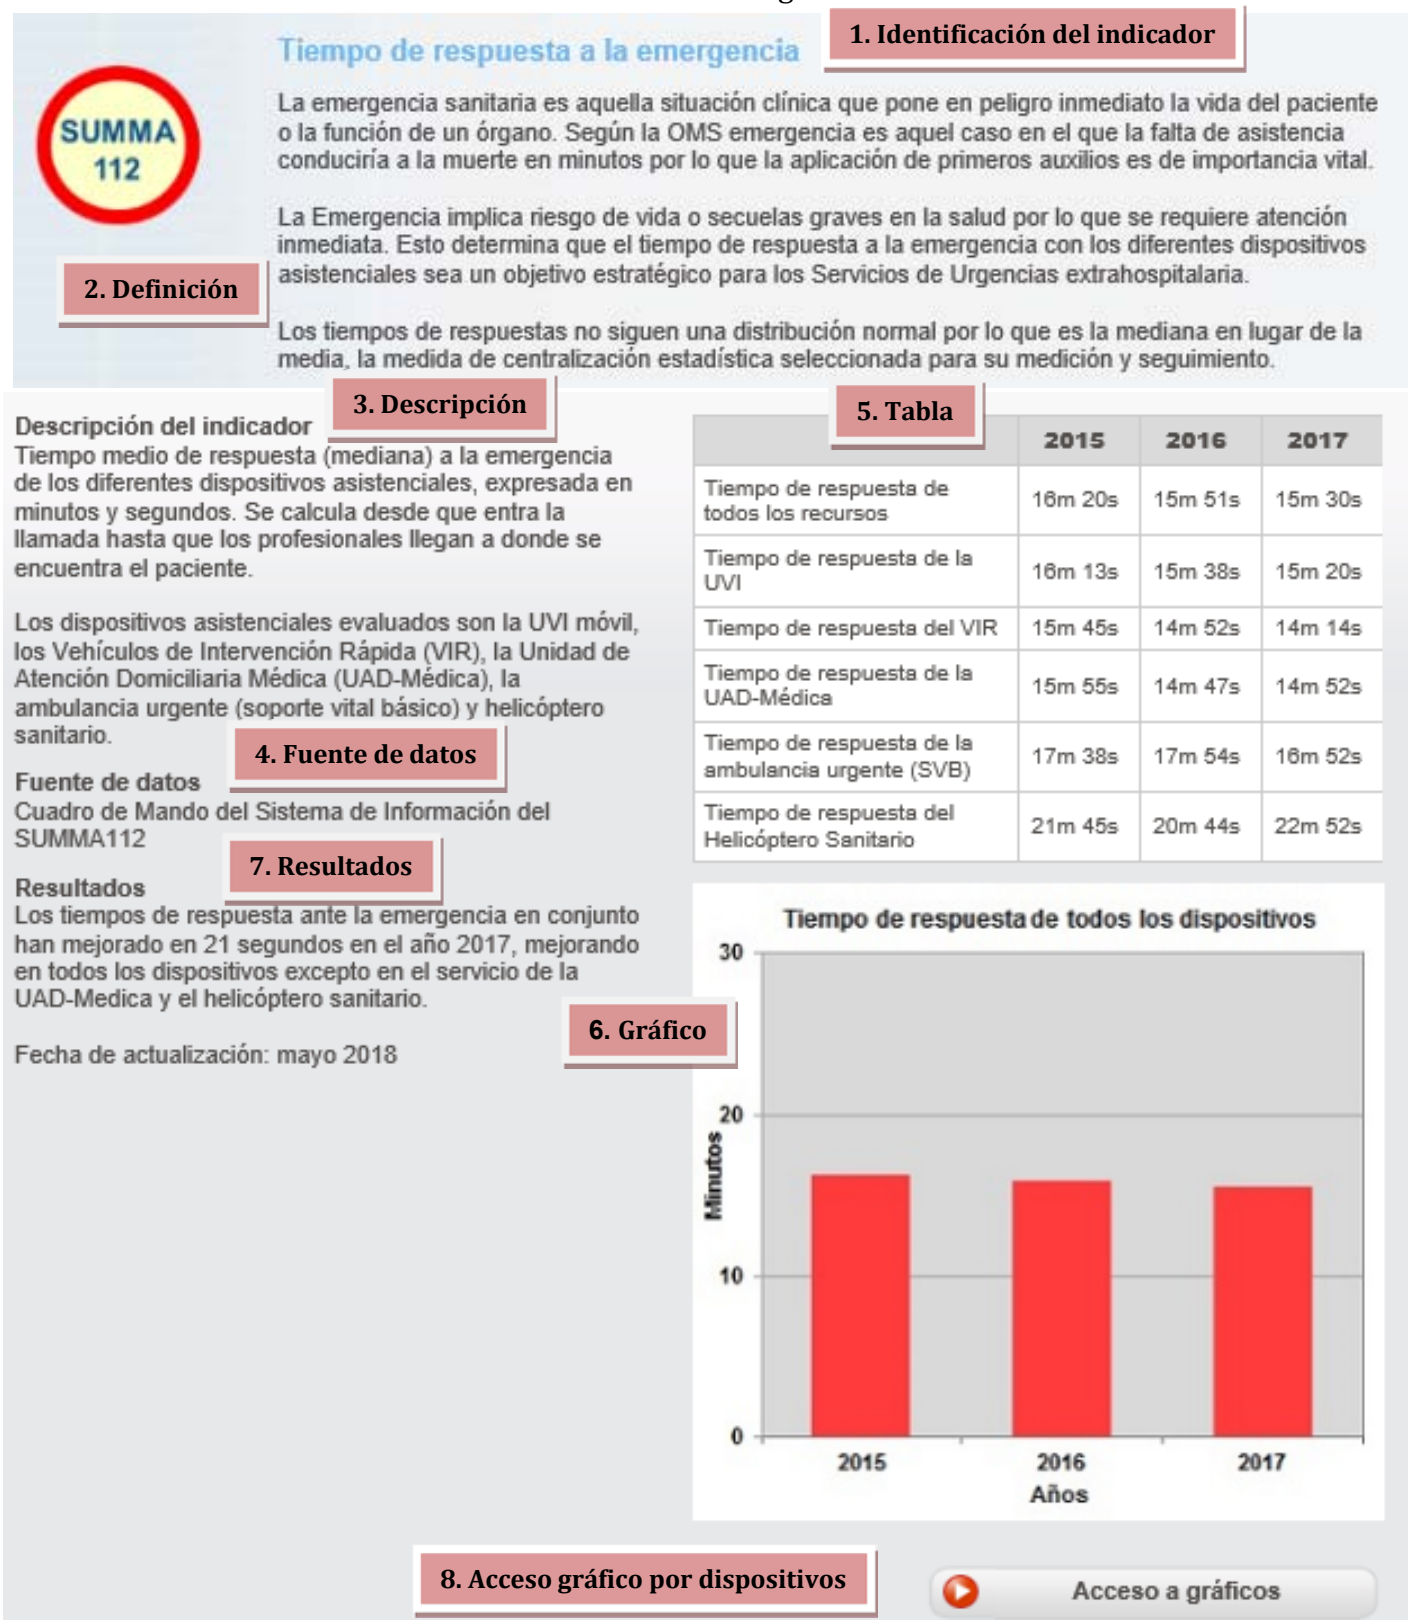 1. Identificación del indicador
Tiempo de respuesta a la emergencia
SUMMA
112
La emergencia sanitaria es aquella situación clínica que pone en peligro inmediato la vida del paciente
o la función de un órgano. Según la OMS emergencia es aquel caso en el que la falta de asistencia
conduciría a la muerte en minutos por lo que la aplicación de primeros auxilios es de importancia vital.
La Emergencia implica riesgo de vida o secuelas graves en la salud por lo que se requiere atención
inmediata. Esto determina que el tiempo de respuesta a la emergencia con los diferentes dispositivos
asistenciales sea un objetivo estratégico para los Servicios de Urgencias extrahospitalaria.
2. Definición
Los tiempos de respuestas no siguen una distribución normal por lo que es la mediana en lugar de la
media, la medida de centralización estadística seleccionada para su medición y seguimiento.
3. Descripción
Descripción del indicador
Tiempo medio de respuesta (mediana) a la emergencia
de los diferentes dispositivos asistenciales, expresada en
minutos y segundos. Se calcula desde que entra la
llamada hasta que los profesionales llegan a donde se
encuentra el paciente.
Los dispositivos asistenciales evaluados son la UVI móvil,
los Vehículos de Intervención Rápida (VIR), la Unidad de
Atención Domiciliaria Médica (UAD-Médica), la
ambulancia urgente (soporte vital básico) y helicóptero
sanitario.
4. Fuente de datos
Fuente de datos
Cuadro de Mando del Sistema de Información del
SUMMA112
7. Resultados
Resultados
Los tiempos de respuesta ante la emergencia en conjunto
han mejorado en 21 segundos en el año 2017, mejorando
en todos los dispositivos excepto en el servicio de la
UAD-Medica y el helicóptero sanitario.
Fecha de actualización: mayo 2018
5. Tabla
2015 2016 2017
Tiempo de respuesta de
todos los recursos
16m 20s 15m 51s 15m 30s
Tiempo de respuesta de la
UVI
16m 13s 15m 38s 15m 20s
Tiempo de respuesta del VIR 15m 45s 14m 52s 14m 14s
Tiempo de respuesta de la
UAD-Médica
15m 55s 14m 47s 14m 52s
Tiempo de respuesta de la
ambulancia urgente (SVB)
17m 38s 17m 54s 16m 52s
Tiempo de respuesta del
Helicóptero Sanitario
21m 45s 20m 44s 22m 52s
6. Gráfico
Tiempo de respuesta de todos los dispositivos
30
20
10
0
Minutos
2015 2016 2017
Años
8. Acceso gráfico por dispositivos
Acceso a gráficos